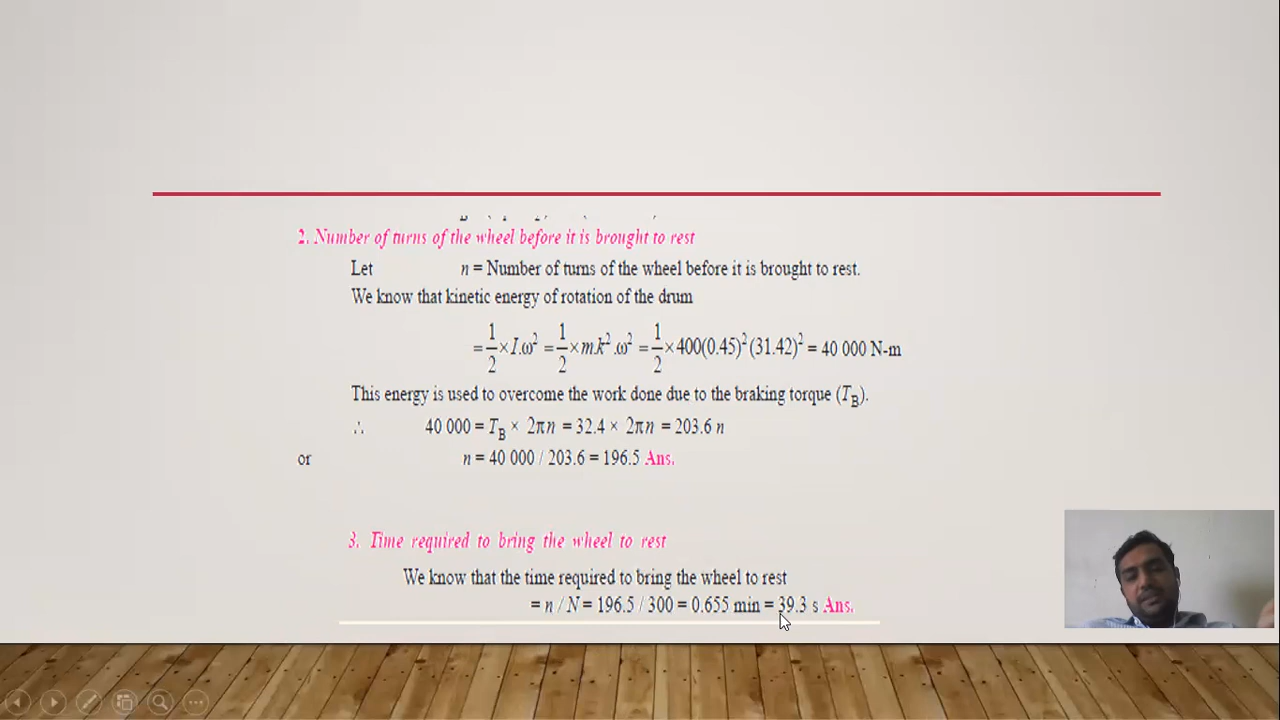 2. Number of turns of the wheel before it is brought to rest
Let n = Number of turns of the wheel before it is brought to rest.
We know that kinetic energy of rotation of the drum
= 1/2 × I.ω² = 1/2 × m.k².ω² = 1/2 × 400(0.45)²(31.42)² = 40 000 N-m
This energy is used to overcome the work done due to the braking torque (T_B).
∴ 40 000 = T_B × 2πn = 32.4 × 2πn = 203.6 n
or n = 40 000 / 203.6 = 196.5 Ans.
3. Time required to bring the wheel to rest
We know that the time required to bring the wheel to rest
= n / N = 196.5 / 300 = 0.655 min = 39.3 s Ans.